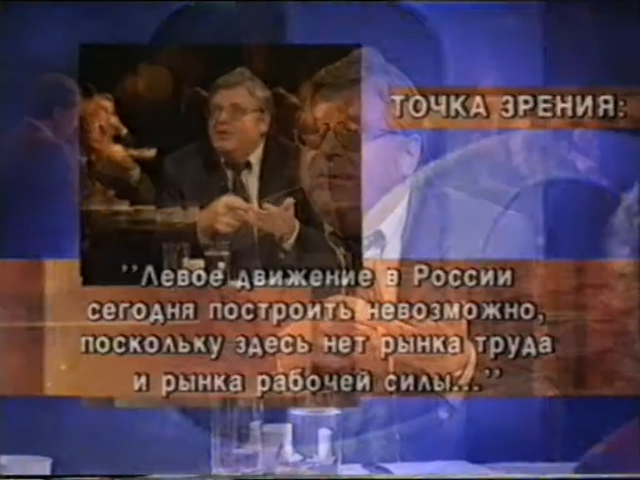 ТОЧКА ЗРЕНИЯ:
"Левое движение в России
сегодня построить невозможно,
поскольку здесь нет рынка труда
и рынка рабочей силы..."